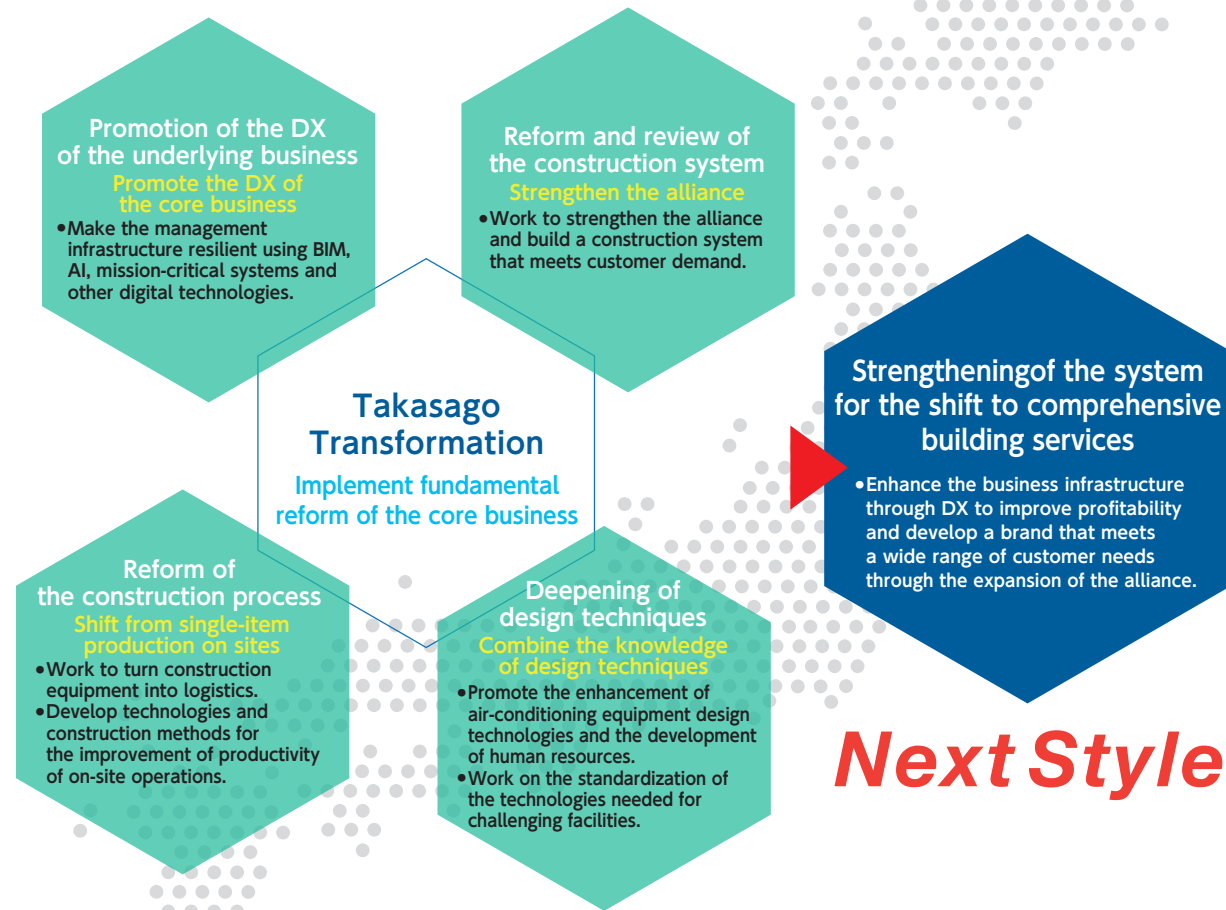 Promotion of the DX
of the underlying business
Promote the DX of
the core business
•Make the management
infrastructure resilient using BIM,
AI, mission-critical systems and
other digital technologies.
Reform and review of
the construction system
Strengthen the alliance
•Work to strengthen the alliance
and build a construction system
that meets customer demand.
Takasago
Transformation
Implement fundamental
reform of the core business
Reform of
the construction process
Shift from single-item
production on sites
•Work to turn construction
equipment into logistics.
•Develop technologies and
construction methods for
the improvement of productivity
of on-site operations.
Deepening of
design techniques
Combine the knowledge
of design techniques
•Promote the enhancement of
air-conditioning equipment design
technologies and the development
of human resources.
•Work on the standardization of
the technologies needed for
challenging facilities.
Strengtheningof the system
for the shift to comprehensive
building services
•Enhance the business infrastructure
through DX to improve profitability
and develop a brand that meets
a wide range of customer needs
through the expansion of the alliance.
Next Style